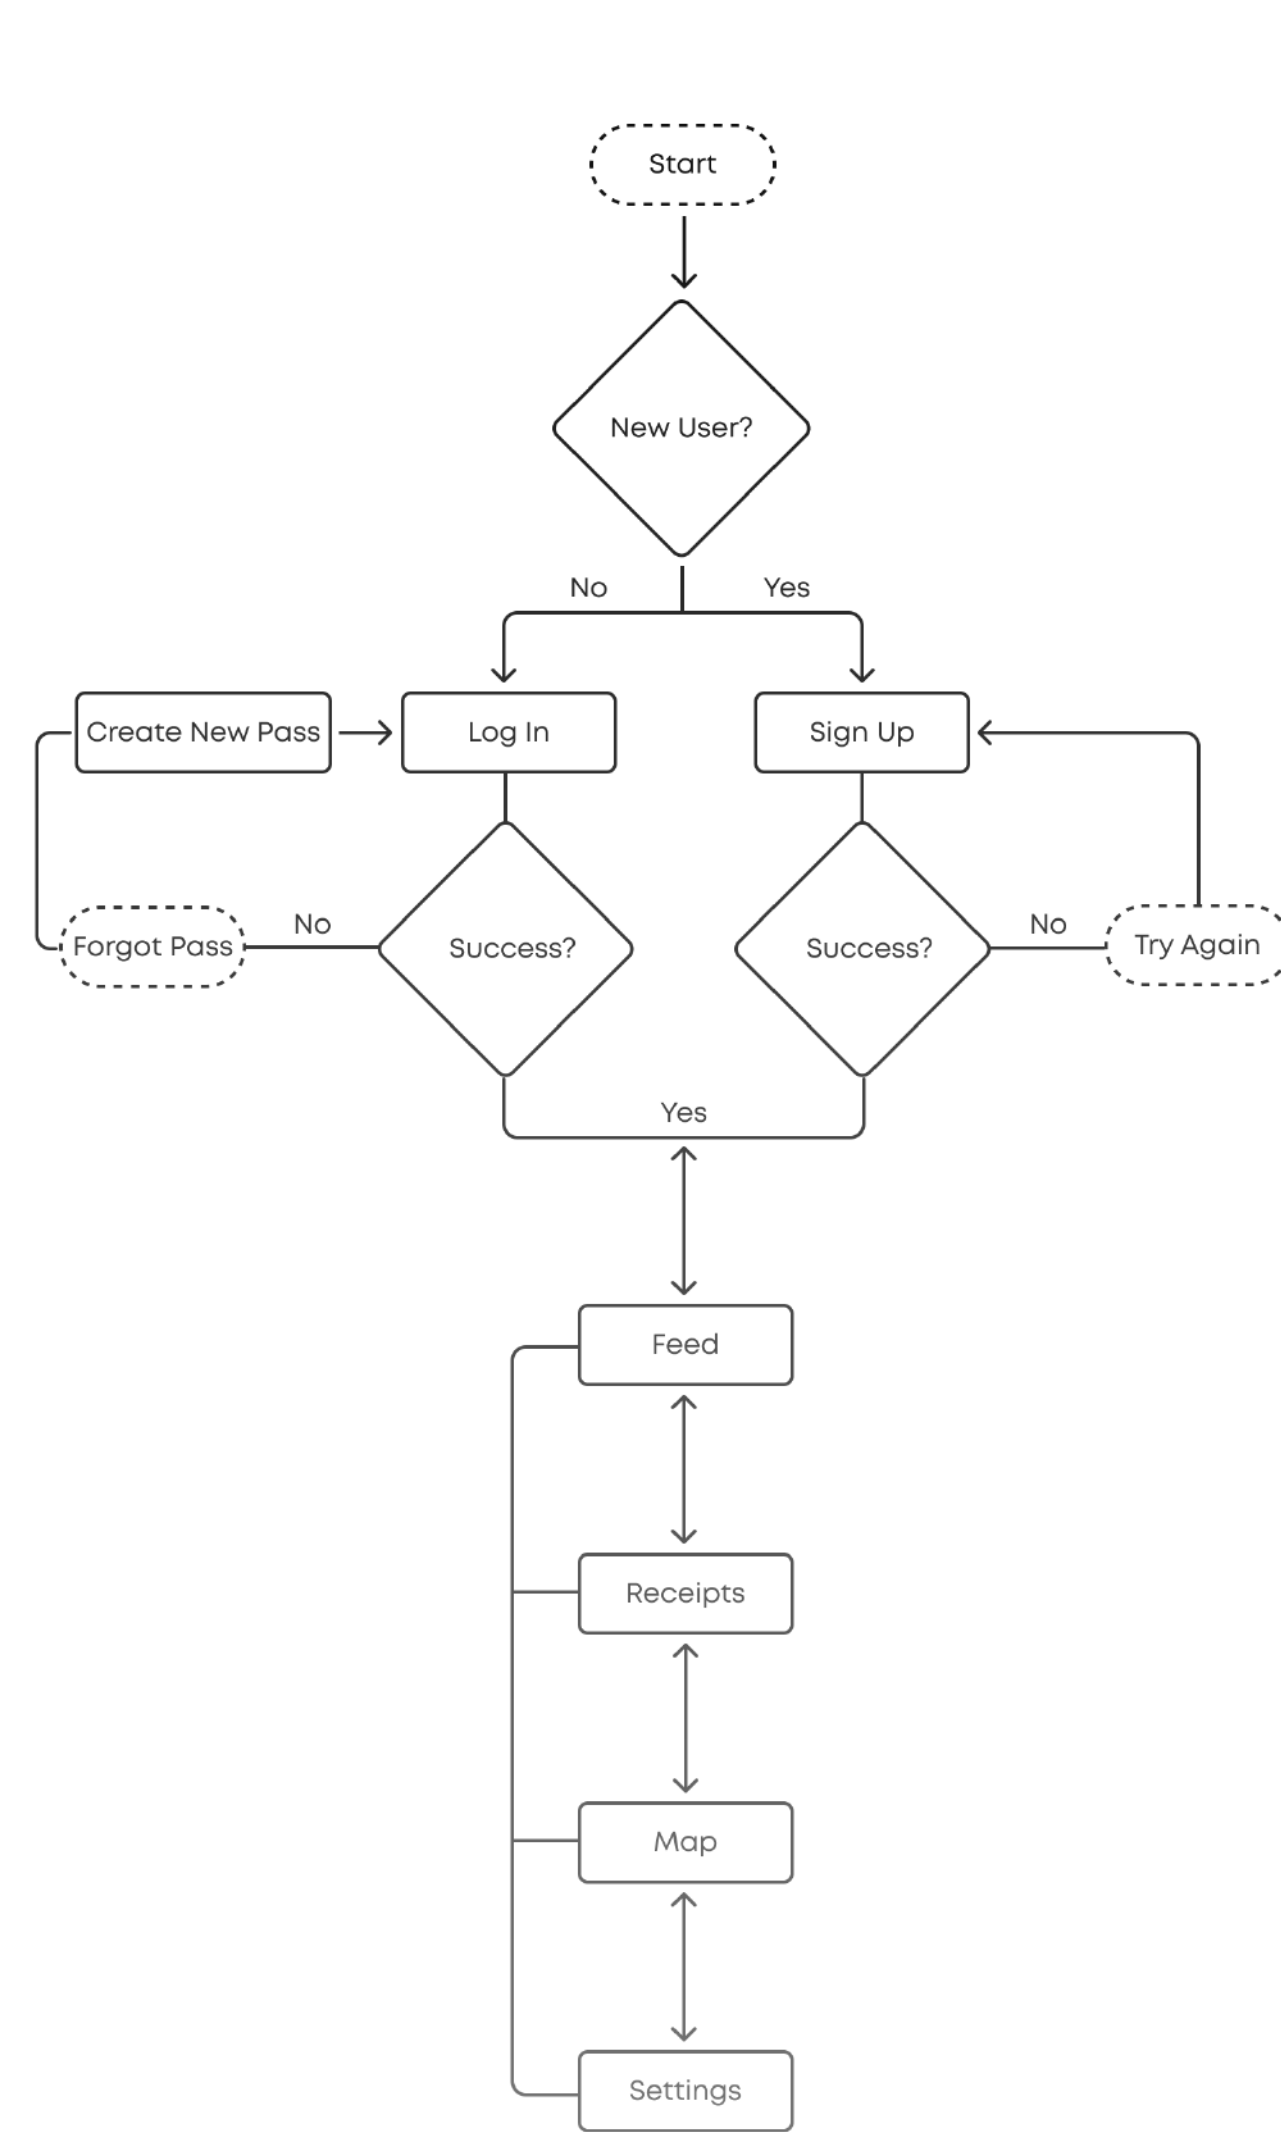 Start
New User?
No
Yes
Create New Pass
Log In
Sign Up
No
Forgot Pass
Success?
Success?
No
Try Again
Yes
Feed
Receipts
Map
Settings